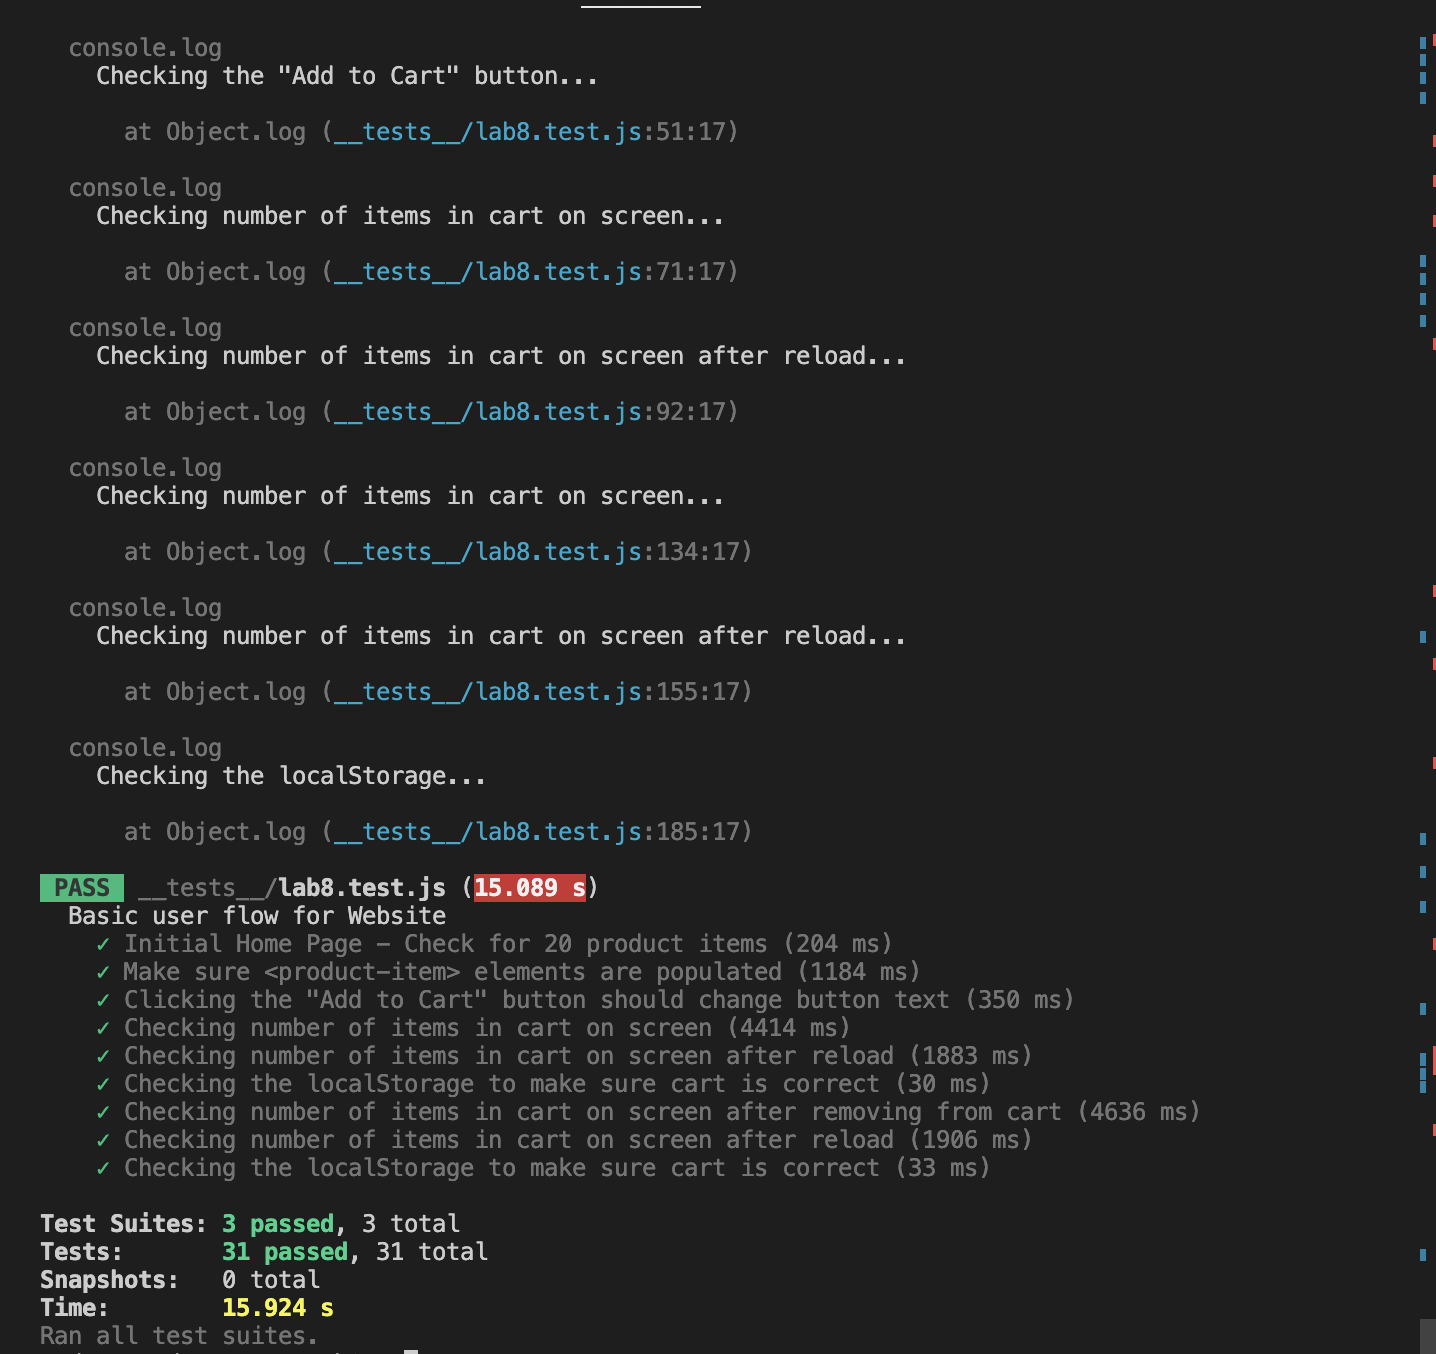 console.log
Checking the "Add to Cart" button...
at Object.log (__tests__/lab8.test.js:51:17)
console.log
Checking number of items in cart on screen...
at Object.log (__tests__/lab8.test.js:71:17)
console.log
Checking number of items in cart on screen after reload...
at Object.log (__tests__/lab8.test.js:92:17)
console.log
Checking number of items in cart on screen...
at Object.log (__tests__/lab8.test.js:134:17)
console.log
Checking number of items in cart on screen after reload...
at Object.log (__tests__/lab8.test.js:155:17)
console.log
Checking the localStorage...
at Object.log (__tests__/lab8.test.js:185:17)
PASS __tests__/lab8.test.js (15.089 s)
Basic user flow for Website
✓ Initial Home Page – Check for 20 product items (204 ms)
✓ Make sure <product-item> elements are populated (1184 ms)
✓ Clicking the "Add to Cart" button should change button text (350 ms)
✓ Checking number of items in cart on screen (4414 ms)
✓ Checking number of items in cart on screen after reload (1883 ms)
✓ Checking the localStorage to make sure cart is correct (30 ms)
✓ Checking number of items in cart on screen after removing from cart (4636 ms)
✓ Checking number of items in cart on screen after reload (1906 ms)
✓ Checking the localStorage to make sure cart is correct (33 ms)
Test Suites: 3 passed, 3 total
Tests: 31 passed, 31 total
Snapshots: 0 total
Time: 15.924 s
Ran all test suites.